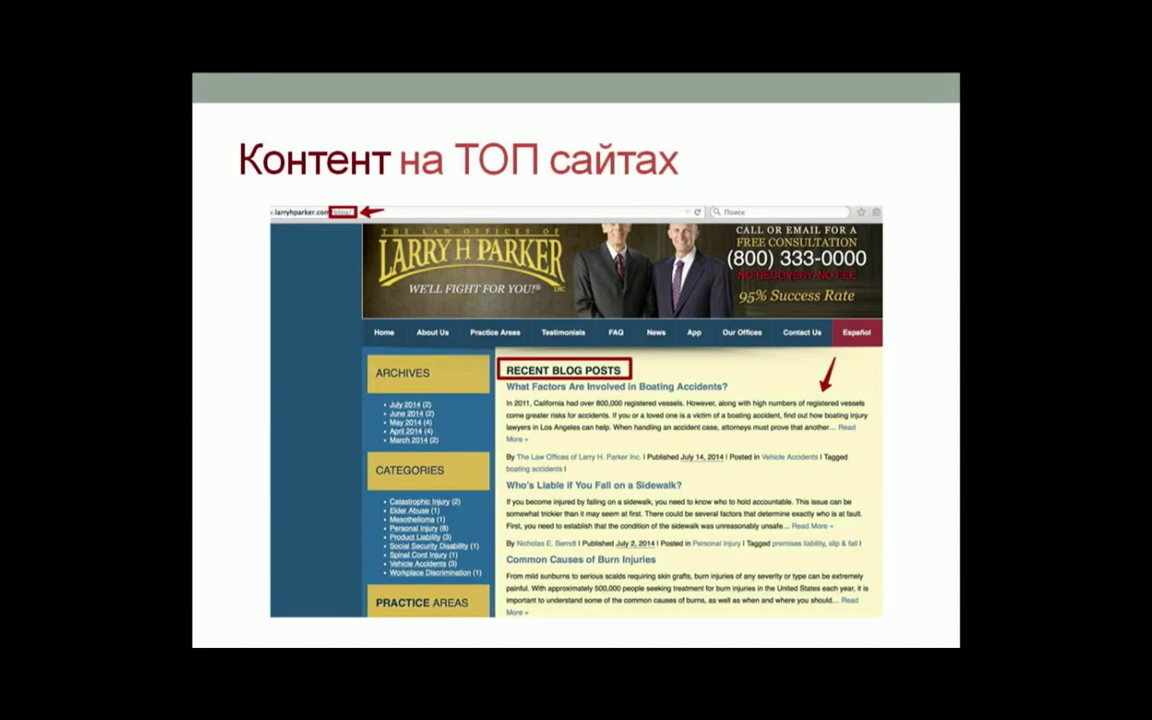 Контент на ТОП сайтах
.larryhparker.com/blog/
Поиск
THE LAW OFFICES OF
LARRY H PARKER INC
WE'LL FIGHT FOR YOU!®
CALL OR EMAIL FOR A
FREE CONSULTATION
(800) 333-0000
NO RECOVERY, NO FEE
95% Success Rate
Home About Us Practice Areas Testimonials FAQ News App Our Offices Contact Us Español
ARCHIVES
July 2014 (2)
June 2014 (2)
May 2014 (4)
April 2014 (4)
March 2014 (2)
CATEGORIES
Catastrophic Injury (2)
Elder Abuse (1)
Mesothelioma (1)
Personal Injury (8)
Product Liability (3)
Social Security Disability (1)
Spinal Cord Injury (1)
Vehicle Accidents (3)
Workplace Discrimination (1)
PRACTICE AREAS
RECENT BLOG POSTS
What Factors Are Involved in Boating Accidents?
In 2011, California had over 800,000 registered vessels. However, along with high numbers of registered vessels
come greater risks for accidents. If you or a loved one is a victim of a boating accident, find out how boating injury
lawyers in Los Angeles can help. When handling an accident case, attorneys must prove that another... Read
More »
By The Law Offices of Larry H. Parker Inc. | Published July 14, 2014 | Posted in Vehicle Accidents | Tagged
boating accidents |
Who's Liable if You Fall on a Sidewalk?
If you become injured by falling on a sidewalk, you need to know who to hold accountable. This issue can be
somewhat trickier than it may seem at first. There could be several factors that determine exactly who is at fault.
First, you need to establish that the condition of the sidewalk was unreasonably unsafe... Read More »
By Nicholas E. Berndt | Published July 2, 2014 | Posted in Personal Injury | Tagged premises liability, slip & fall |
Common Causes of Burn Injuries
From mild sunburns to serious scalds requiring skin grafts, burn injuries of any severity or type can be extremely
painful. With approximately 500,000 people seeking treatment for burn injuries in the United States each year, it is
important to understand some of the common causes of burns, as well as when and where you should... Read
More »